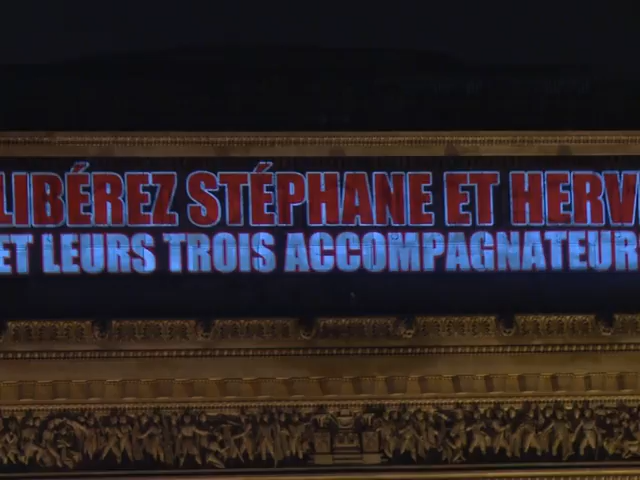 LIBÉREZ STÉPHANE ET HERV
ET LEURS TROIS ACCOMPAGNATEUR